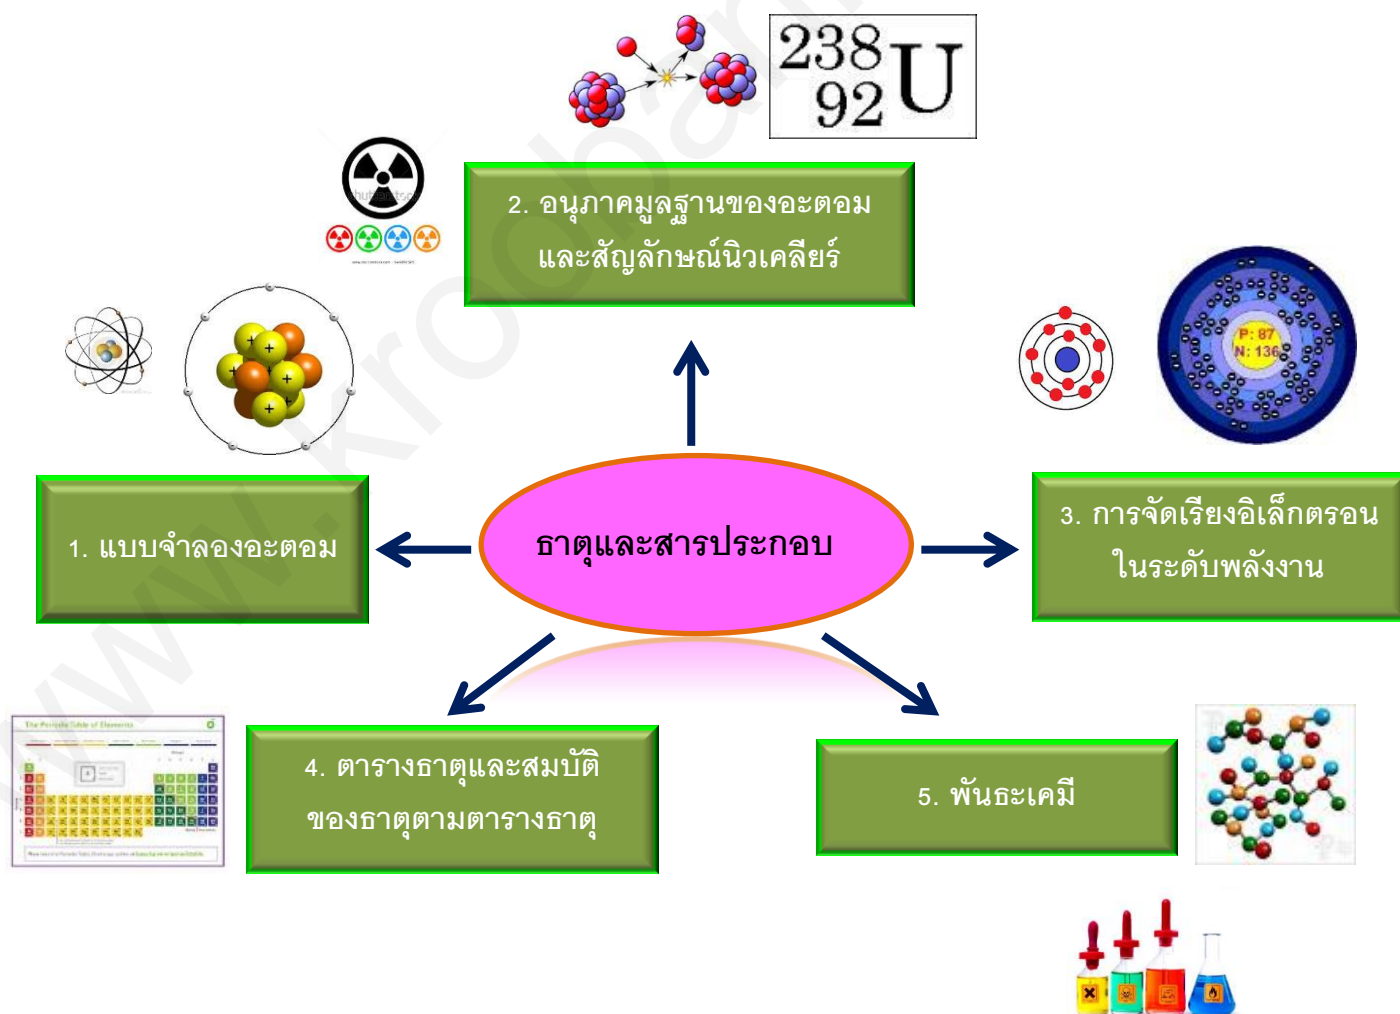 238
92 U
2. อนุภาคมูลฐานของอะตอม
และสัญลักษณ์นิวเคลียร์
P: 87
N: 136
1. แบบจำลองอะตอม
ธาตุและสารประกอบ
3. การจัดเรียงอิเล็กตรอน
ในระดับพลังงาน
The Periodic Table of Elements
4. ตารางธาตุและสมบัติ
ของธาตุตามตารางธาตุ
5. พันธะเคมี